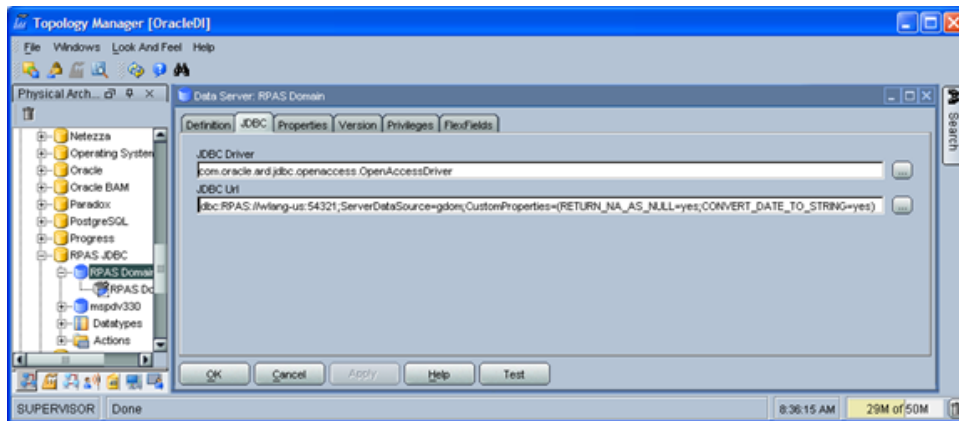 Topology Manager [OracleDI]
File Windows Look And Feel Help
Physical Arch...
Data Server: RPAS Domain
Search
Definition JDBC Properties Version Privileges FlexFields
Netezza
Operating System
Oracle
Oracle BAM
Paradox
PostgreSQL
Progress
RPAS JDBC
RPAS Domain
RPAS Do
mspdv330
Datatypes
Actions
JDBC Driver
com.oracle.ard.jdbc.openaccess.OpenAccessDriver
...
JDBC Url
jdbc:RPAS://wlang-us:54321;ServerDataSource=gdom;CustomProperties=(RETURN_NA_AS_NULL=yes;CONVERT_DATE_TO_STRING=yes)
...
OK Cancel Apply Help Test
SUPERVISOR Done 8:36:15 AM 29M of 50M